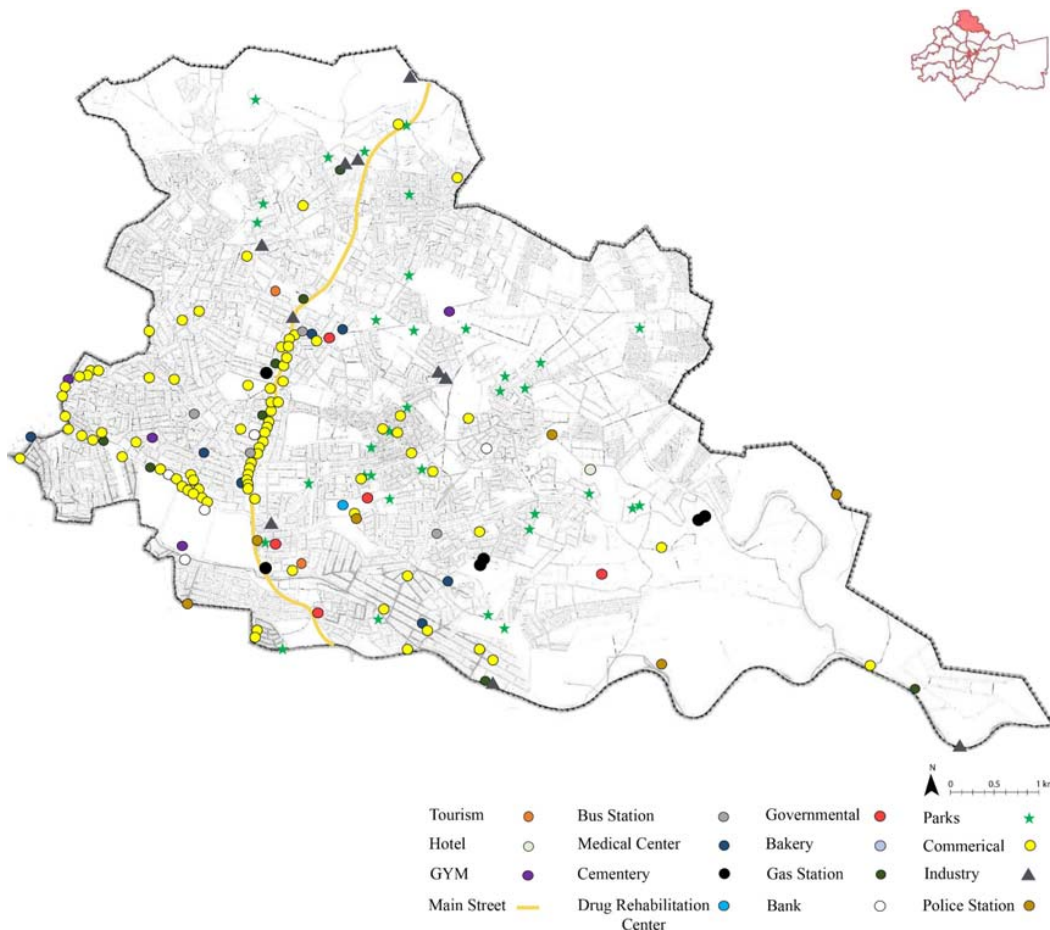 N
0 0.5 1 km
Tourism Bus Station Governmental Parks
Hotel Medical Center Bakery Commerical
GYM Cementery Gas Station Industry
Main Street Drug Rehabilitation Bank Police Station
Center